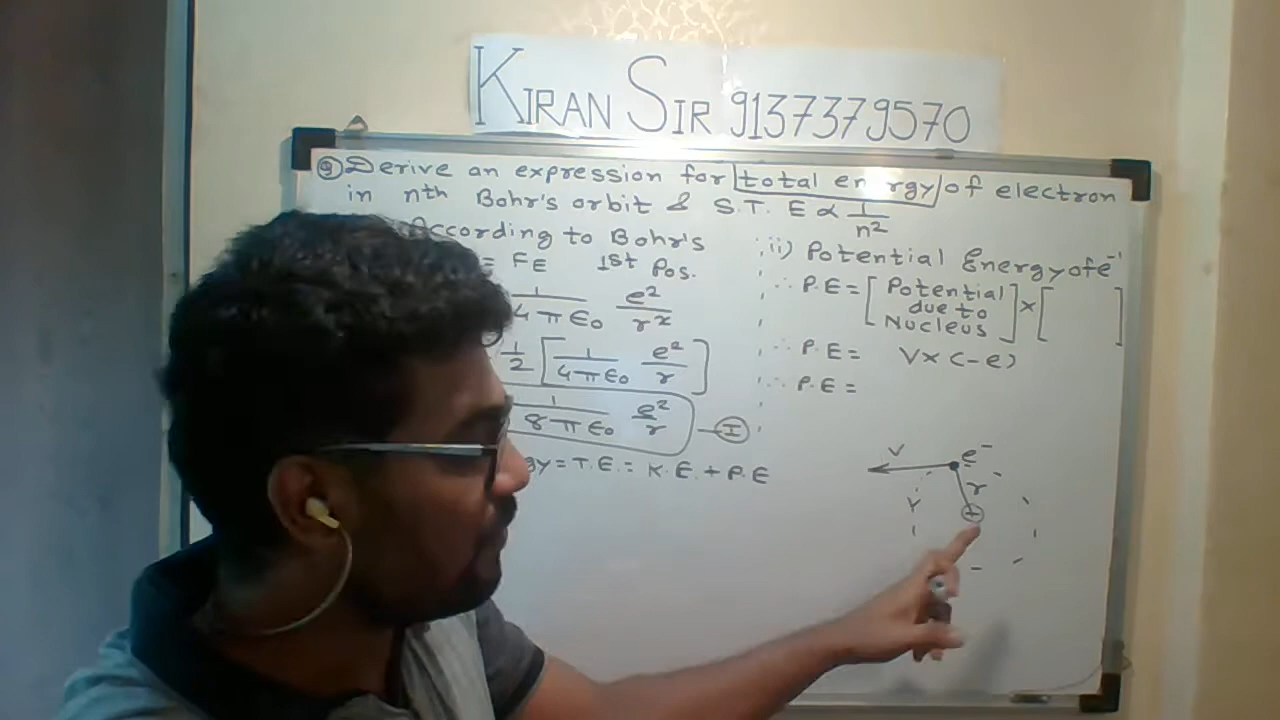 KIRAN SIR 9137379570
Q Derive an expression for total energy of electron
in nth Bohr's orbit & S.T. E ∝ 1/n²
According to Bohr's
= FE 1st Pos.
1/4πε₀ e²/r²
1/2 [1/4πε₀ e²/r]
1/8πε₀ e²/r — I
gy = T.E. = K.E. + P.E
ii) Potential Energy of e⁻
∴ P.E = [Potential due to Nucleus] × [ ]
∴ P.E = V × (-e)
∴ P.E =
V e⁻
r
r +